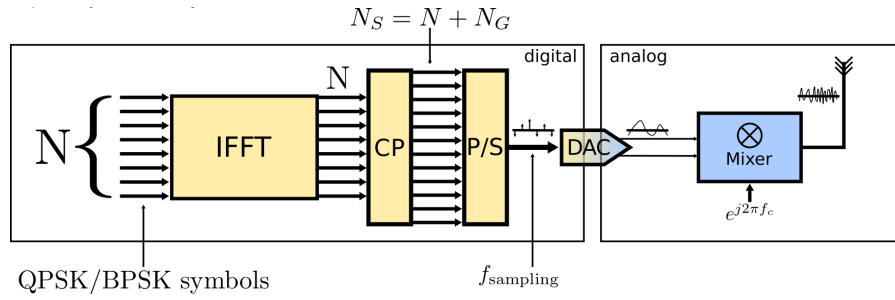 N_S = N + N_G
digital
analog
N
N
IFFT
CP
P/S
DAC
Mixer
e^{j2πf_c}
QPSK/BPSK symbols
f_sampling